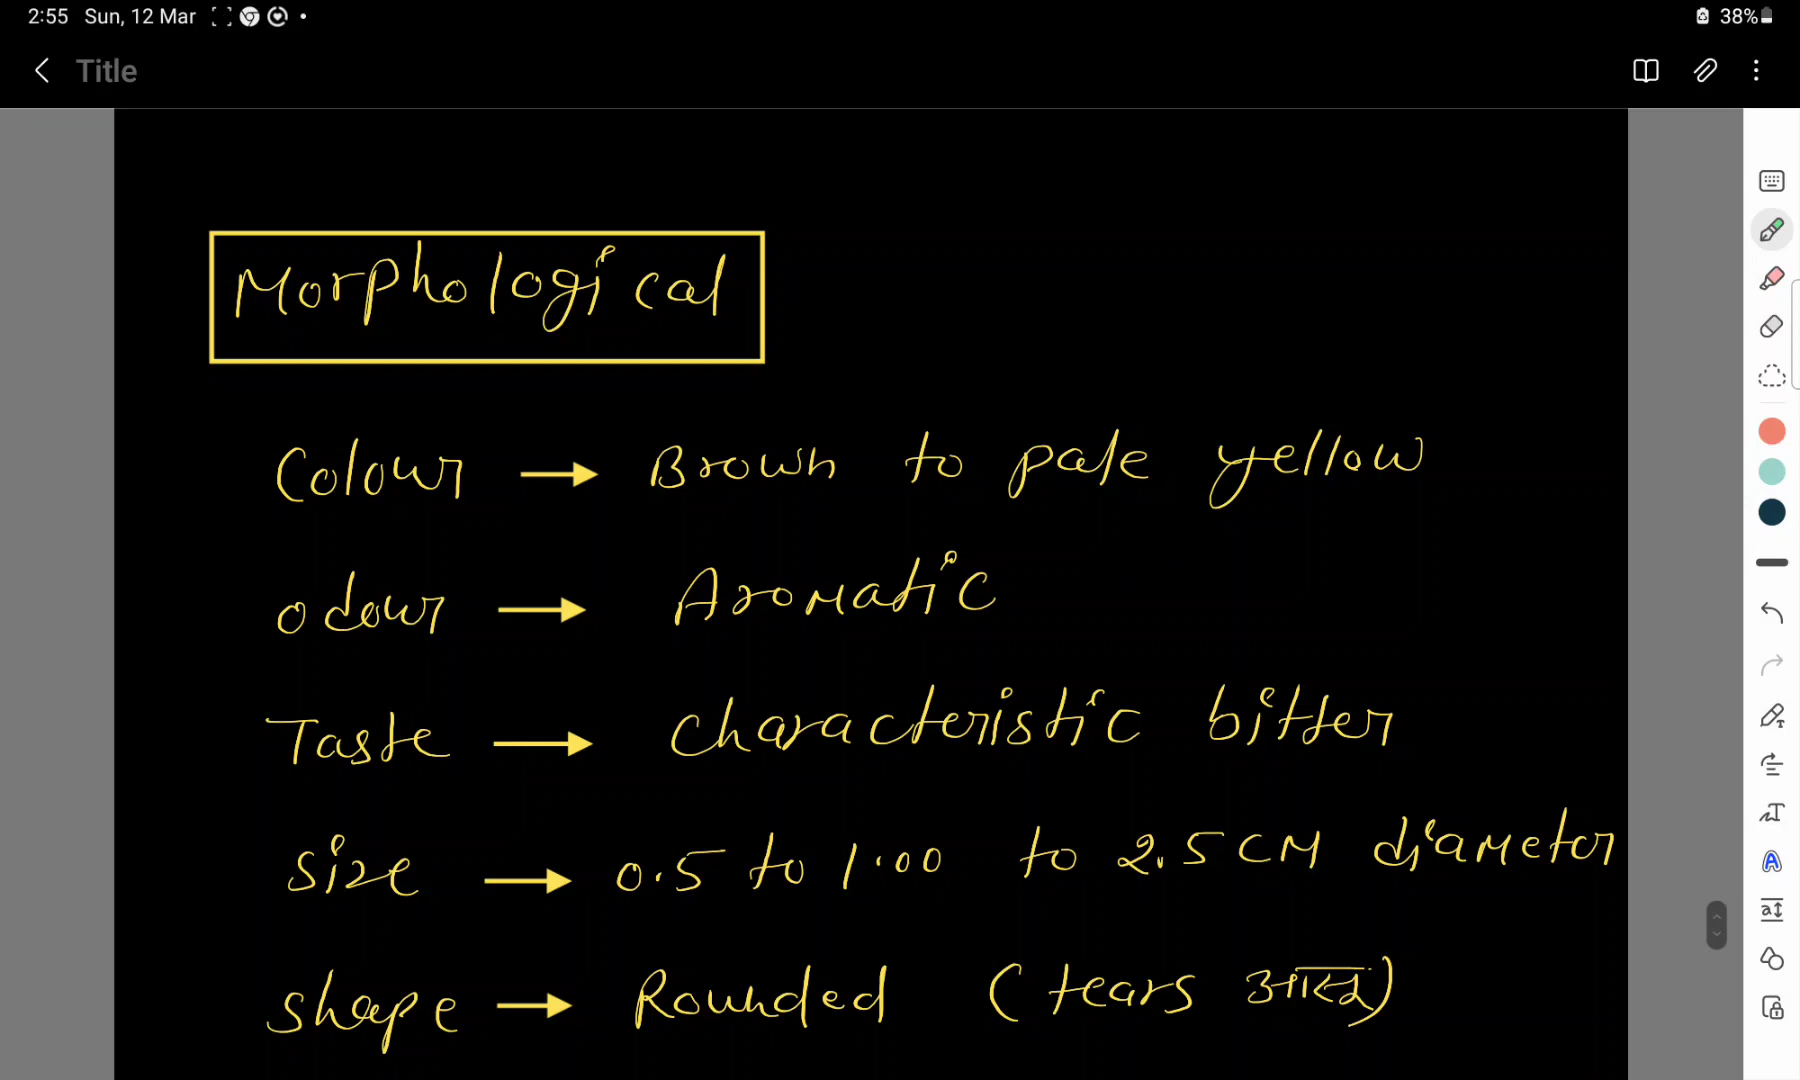 2:55 Sun, 12 Mar
38%
Title
Morphological
Colour → Brown to pale yellow
odour → Aromatic
Taste → characteristic bitter
size → 0.5 to 1.00 to 2.5 CM diameter
shape → Rounded (tears